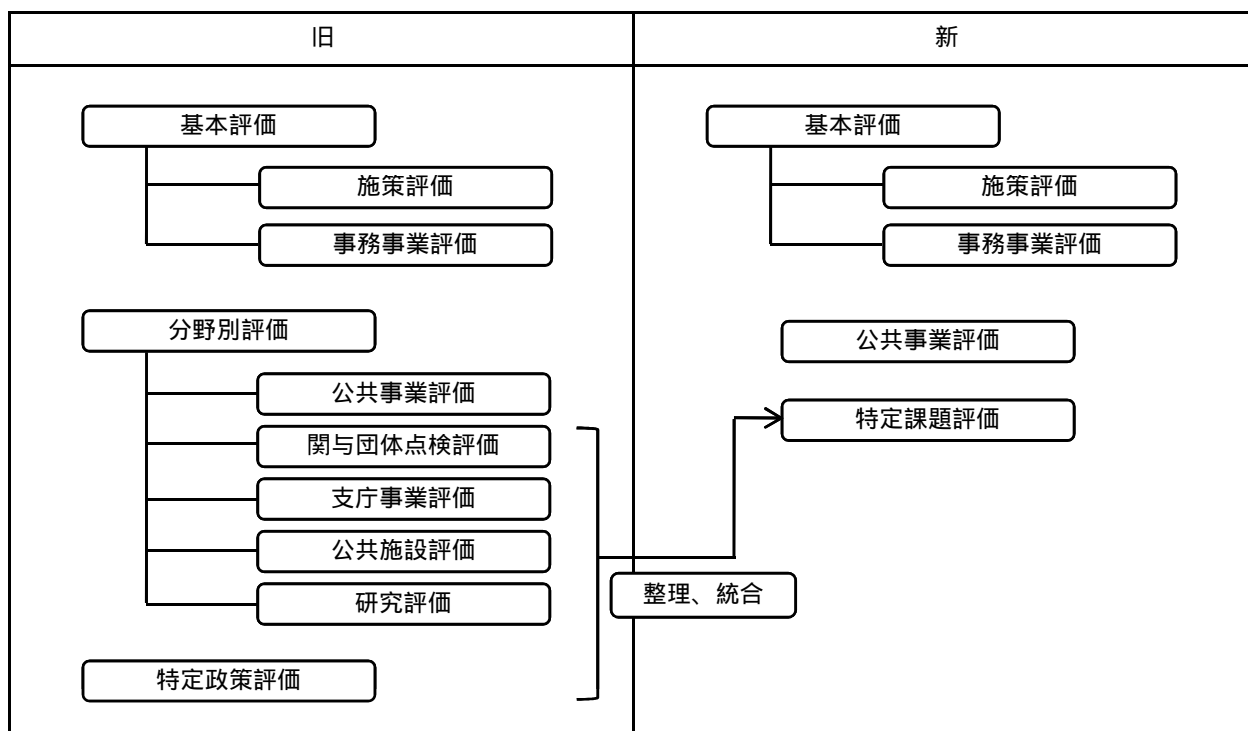 旧
新
基本評価
施策評価
事務事業評価
分野別評価
公共事業評価
関与団体点検評価
支庁事業評価
公共施設評価
研究評価
特定政策評価
整理、統合
基本評価
施策評価
事務事業評価
公共事業評価
特定課題評価